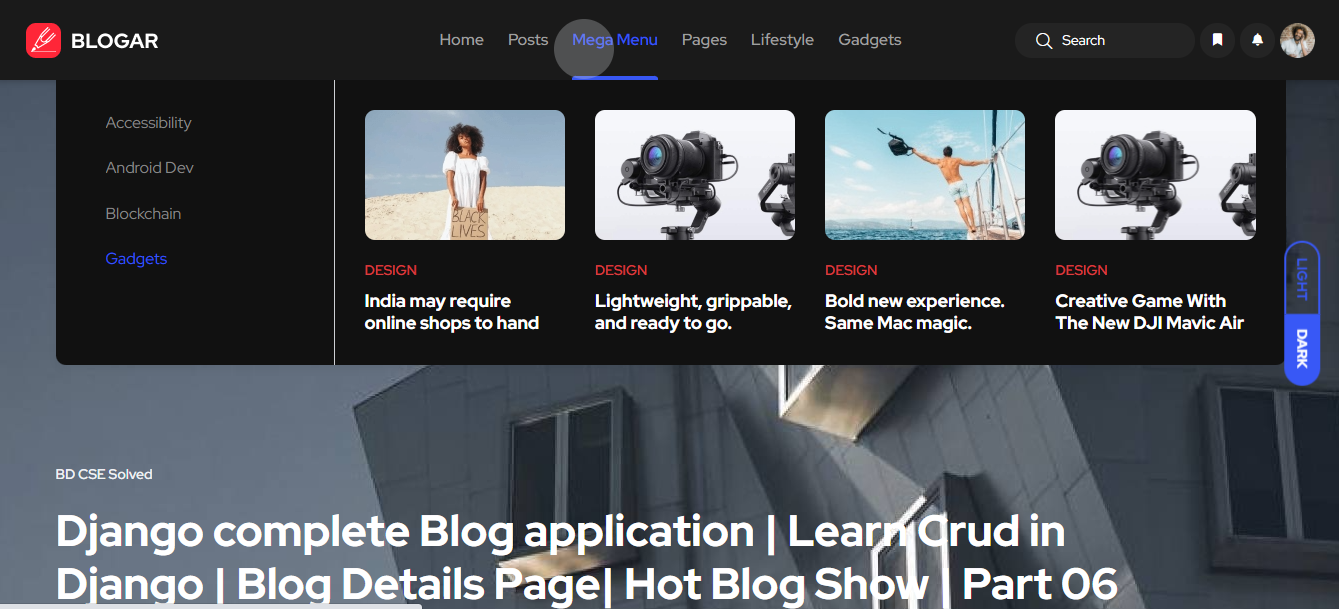 BLOGAR
Home Posts Mega Menu Pages Lifestyle Gadgets
Search
Accessibility
Android Dev
Blockchain
Gadgets
BLACK
LIVES
DESIGN
India may require
online shops to hand
DESIGN
Lightweight, grippable,
and ready to go.
DESIGN
Bold new experience.
Same Mac magic.
DESIGN
Creative Game With
The New DJI Mavic Air
LIGHT
DARK
BD CSE Solved
Django complete Blog application | Learn Crud in
Django | Blog Details Page| Hot Blog Show | Part 06